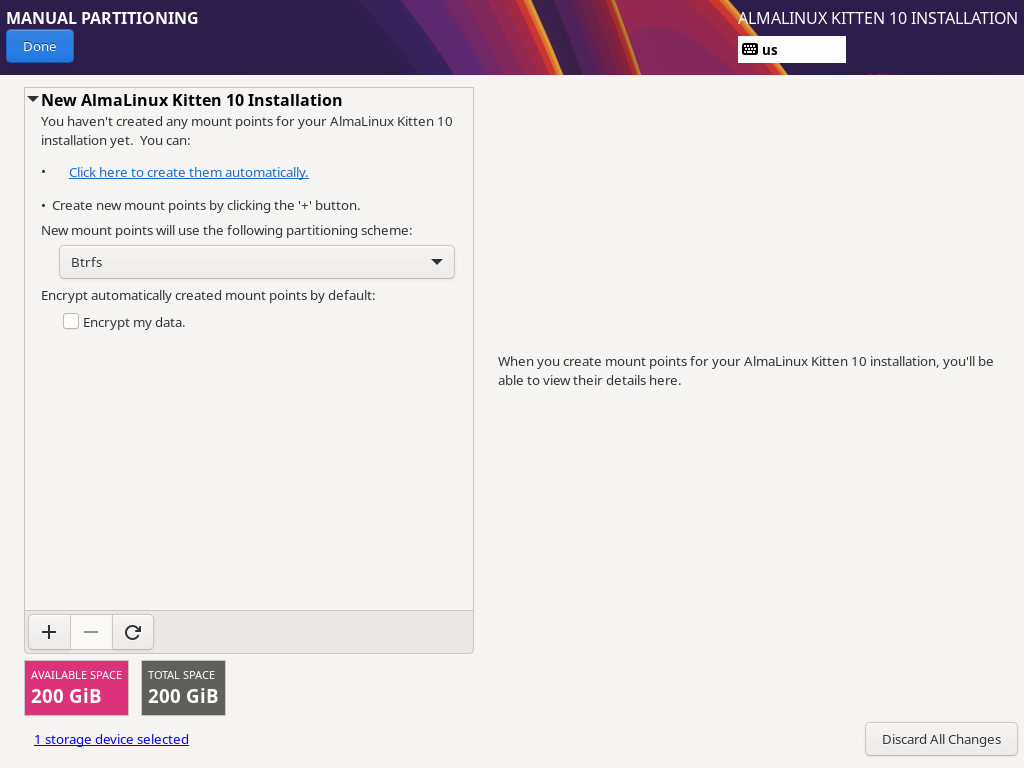 MANUAL PARTITIONING
ALMALINUX KITTEN 10 INSTALLATION
Done
us
New AlmaLinux Kitten 10 Installation
You haven't created any mount points for your AlmaLinux Kitten 10
installation yet.  You can:
• Click here to create them automatically.
• Create new mount points by clicking the '+' button.
New mount points will use the following partitioning scheme:
Btrfs
Encrypt automatically created mount points by default:
Encrypt my data.
When you create mount points for your AlmaLinux Kitten 10 installation, you'll be
able to view their details here.
AVAILABLE SPACE
200 GiB
TOTAL SPACE
200 GiB
1 storage device selected
Discard All Changes